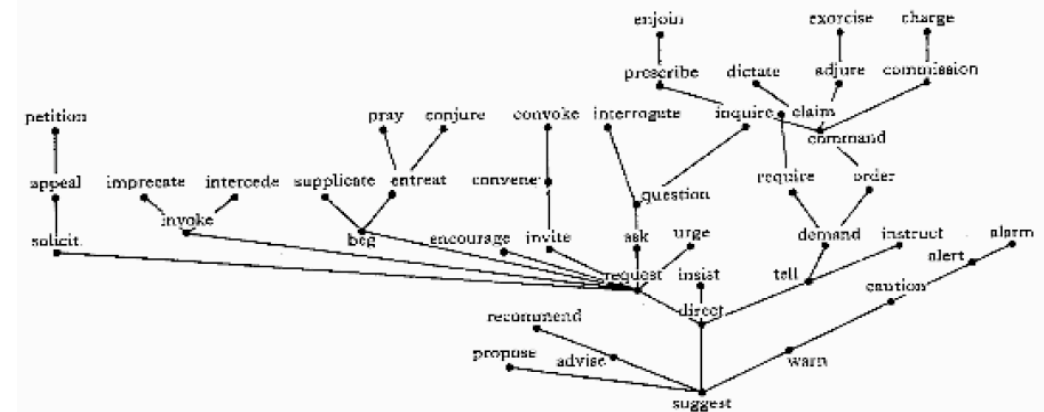 enjoin exorcise charge
prescribe dictate adjure commission
petition pray conjure convoke interrogate inquire claim
command
appeal imprecate intercede supplicate entreat convene question require order
invoke
solicit beg encourage invite ask urge demand instruct alarm
request insist tell alert
direct caution
recommend
propose advise warn
suggest